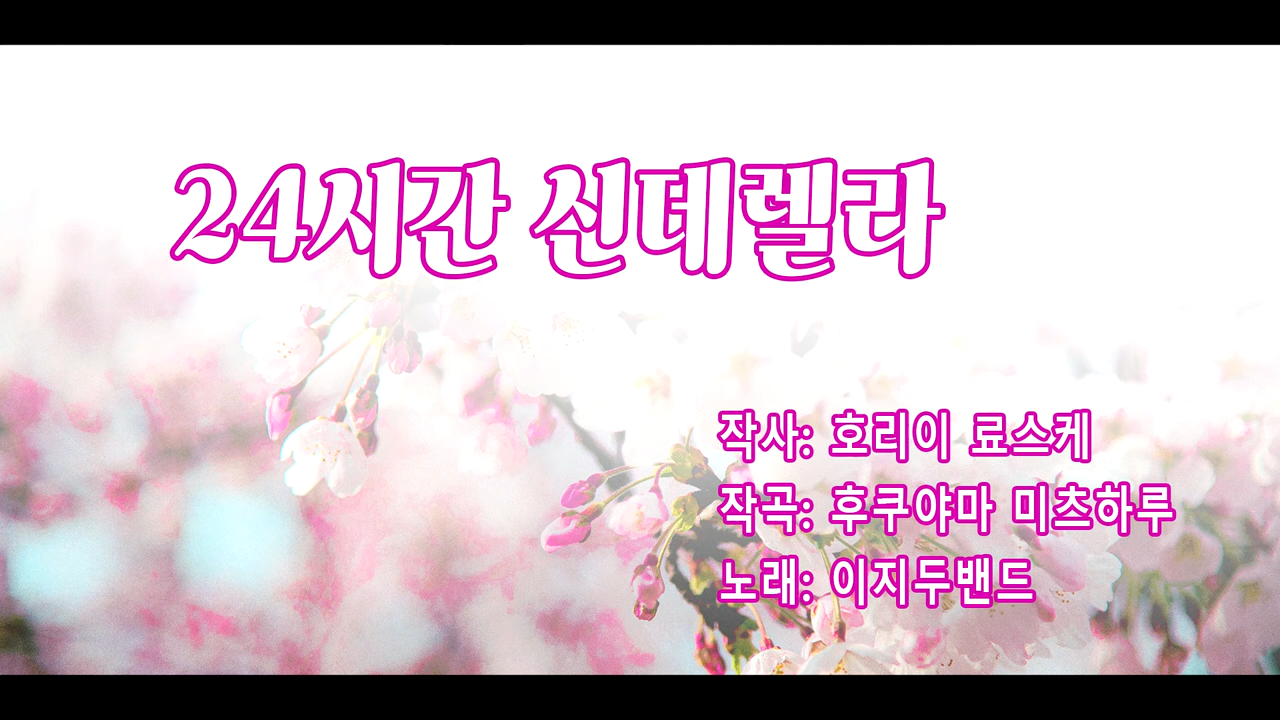 24시간 신데렐라
작사: 호리이 료스케
작곡: 후쿠야마 미츠하루
노래: 이지두밴드